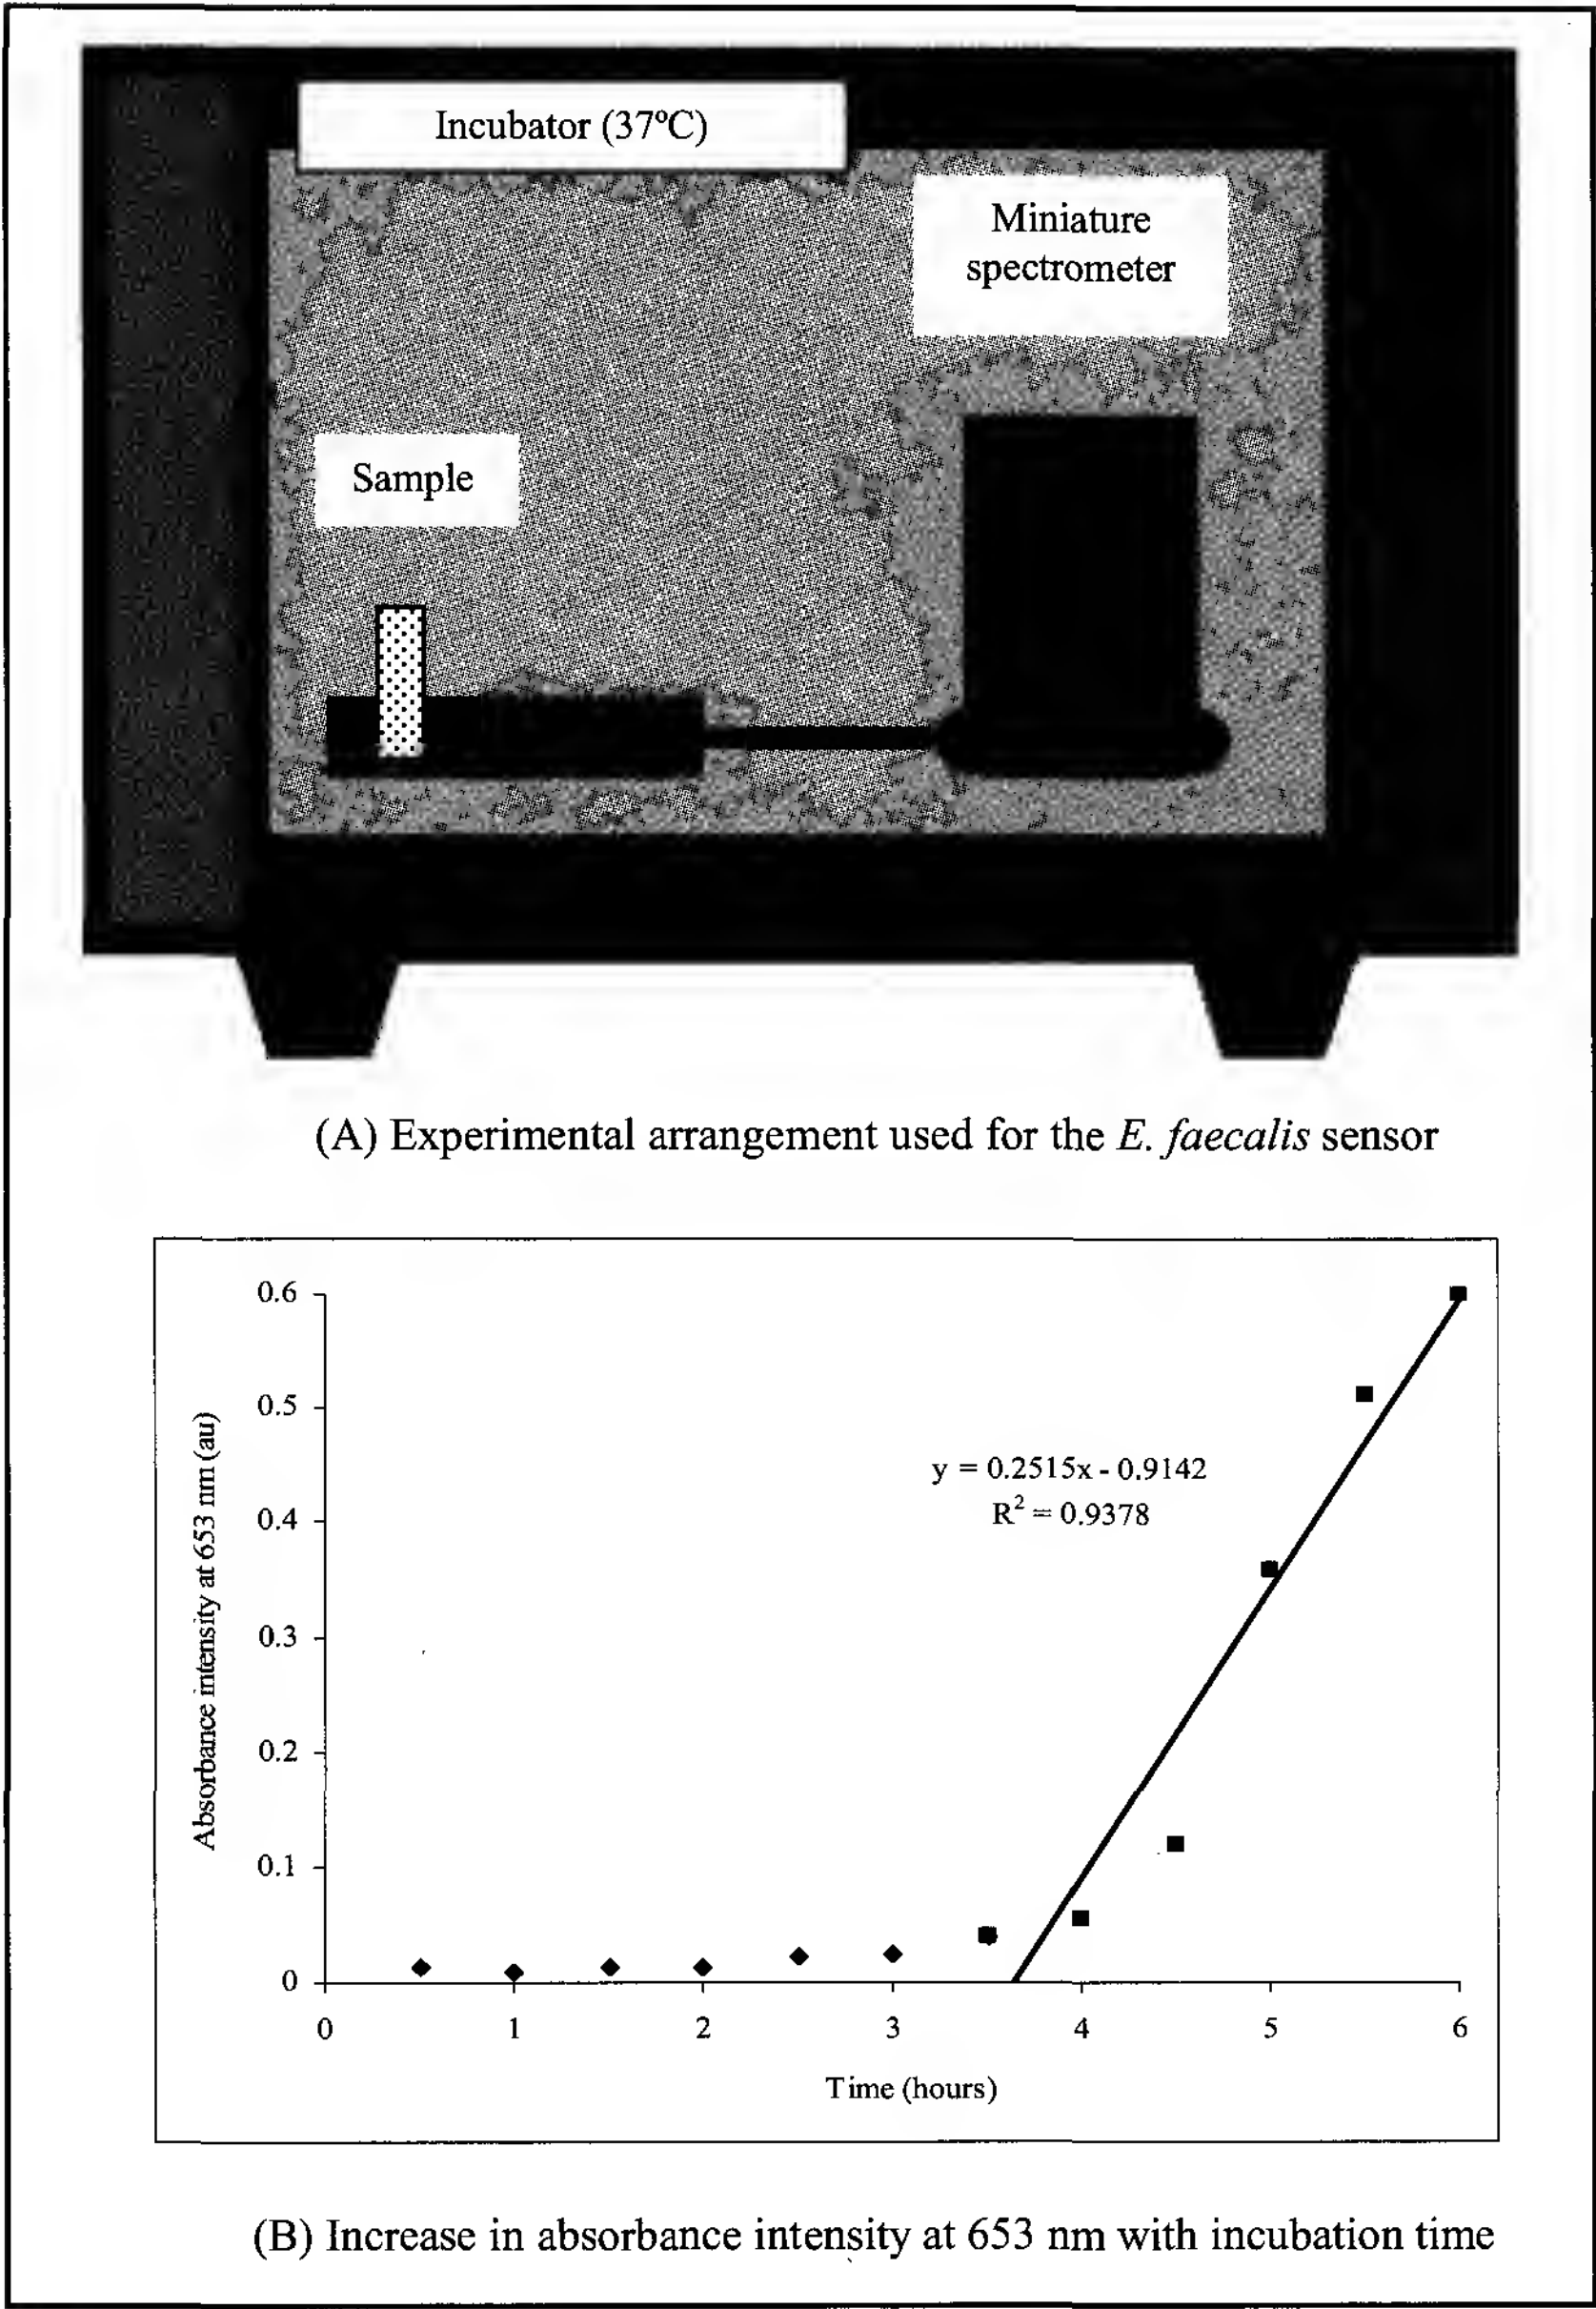 Incubator (37ºC)
Miniature
spectrometer
Sample
(A) Experimental arrangement used for the E. faecalis sensor
0.6
0.5
0.4
0.3
0.2
0.1
0
Absorbance intensity at 653 nm (au)
y = 0.2515x - 0.9142
R² = 0.9378
0 1 2 3 4 5 6
Time (hours)
(B) Increase in absorbance intensity at 653 nm with incubation time